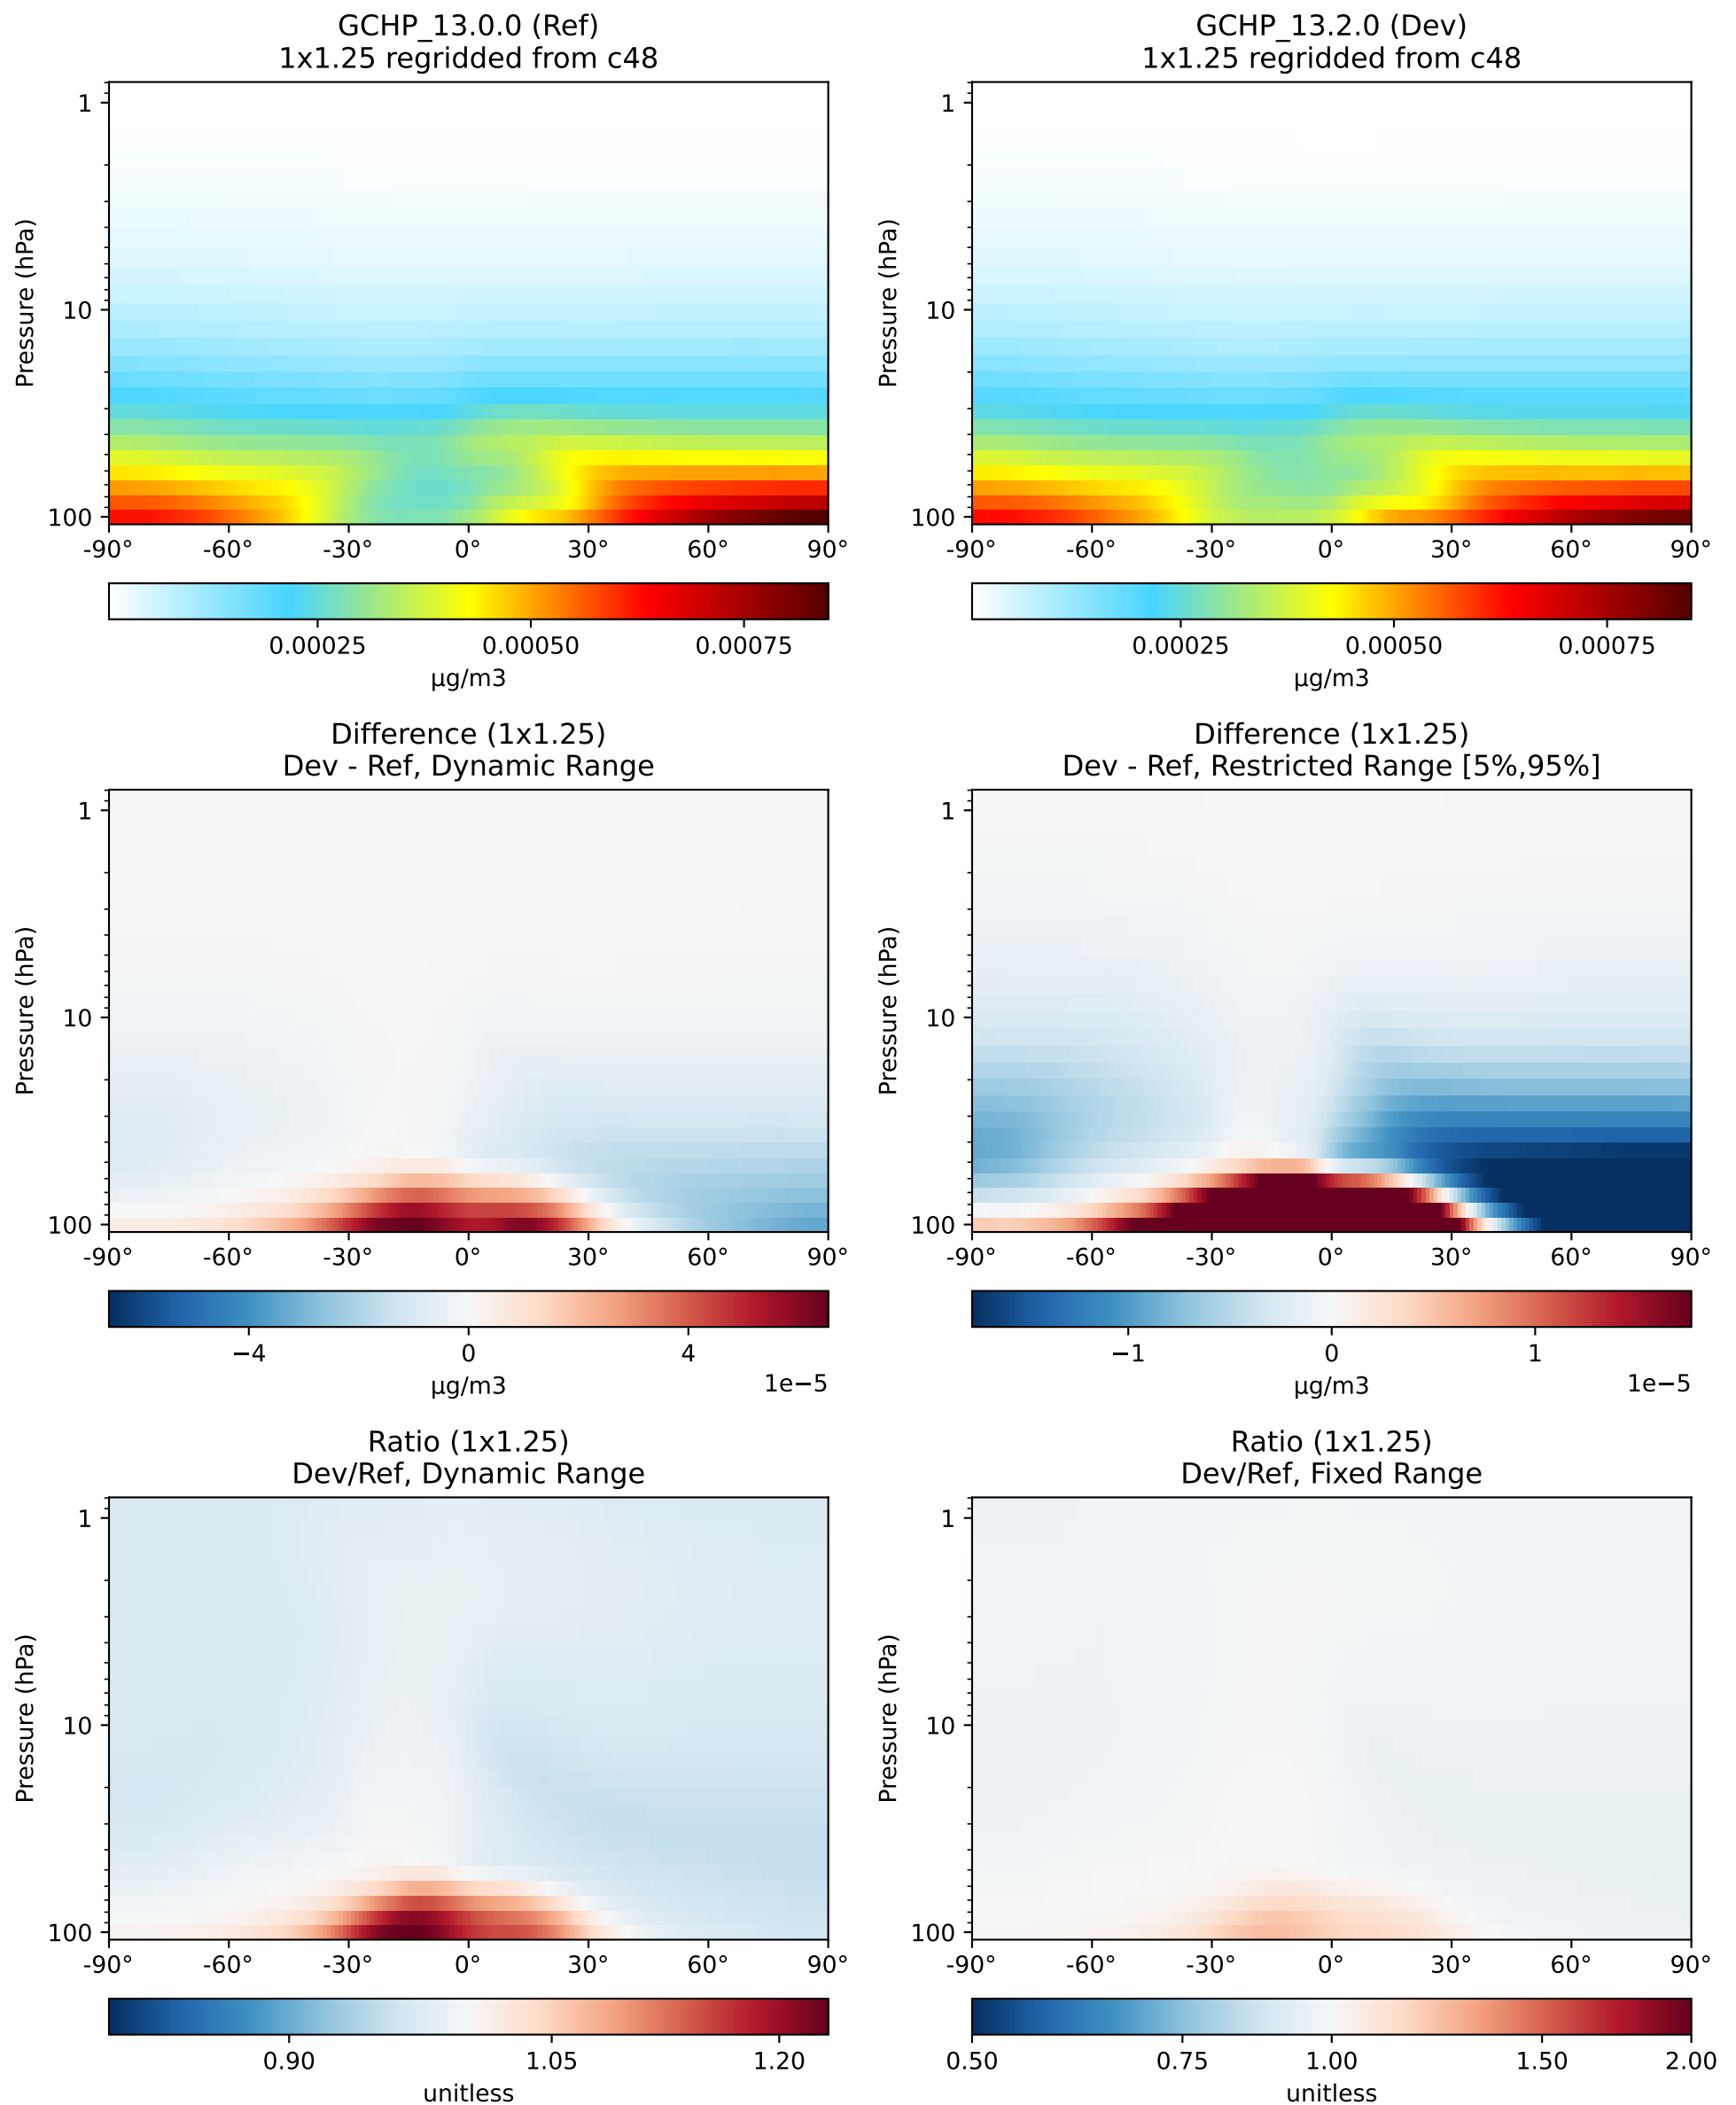 GCHP_13.0.0 (Ref)
1x1.25 regridded from c48
1
10
100
Pressure (hPa)
-90° -60° -30° 0° 30° 60° 90°
0.00025 0.00050 0.00075
µg/m3
GCHP_13.2.0 (Dev)
1x1.25 regridded from c48
1
10
100
Pressure (hPa)
-90° -60° -30° 0° 30° 60° 90°
0.00025 0.00050 0.00075
µg/m3
Difference (1x1.25)
Dev - Ref, Dynamic Range
1
10
100
Pressure (hPa)
-90° -60° -30° 0° 30° 60° 90°
−4 0 4
µg/m3 1e−5
Difference (1x1.25)
Dev - Ref, Restricted Range [5%,95%]
1
10
100
Pressure (hPa)
-90° -60° -30° 0° 30° 60° 90°
−1 0 1
µg/m3 1e−5
Ratio (1x1.25)
Dev/Ref, Dynamic Range
1
10
100
Pressure (hPa)
-90° -60° -30° 0° 30° 60° 90°
0.90 1.05 1.20
unitless
Ratio (1x1.25)
Dev/Ref, Fixed Range
1
10
100
Pressure (hPa)
-90° -60° -30° 0° 30° 60° 90°
0.50 0.75 1.00 1.50 2.00
unitless